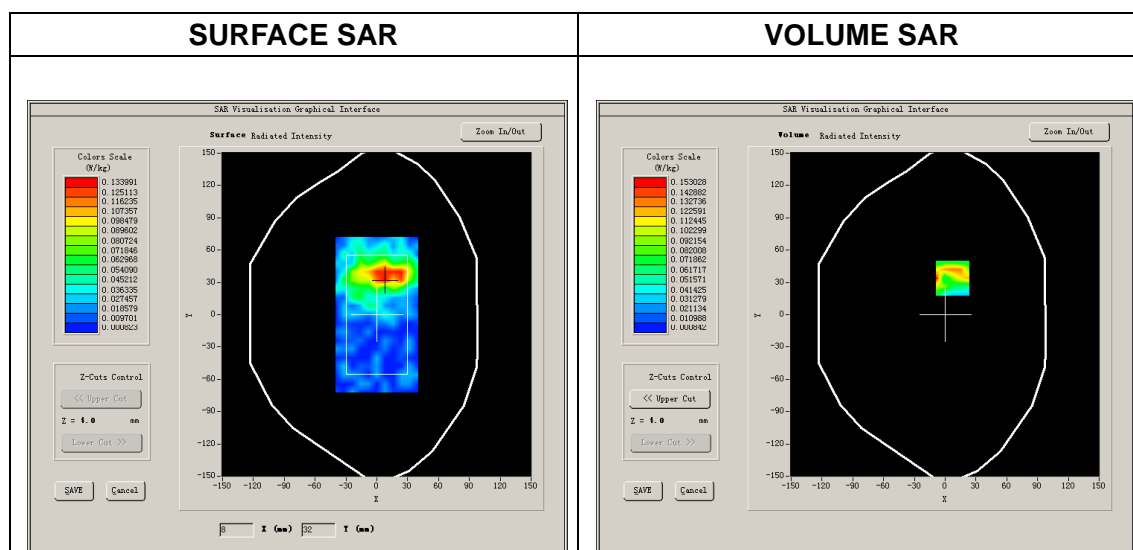 SURFACE SAR
VOLUME SAR
SAR Visualisation Graphical Interface
Surface Radiated Intensity
Zoom In/Out
Colors Scale
(W/kg)
0.133991
0.125113
0.116235
0.107357
0.098479
0.089602
0.080724
0.071846
0.062968
0.054090
0.045212
0.036335
0.027457
0.018579
0.009701
0.000823
150
120
90
60
30
0
-30
-60
-90
-120
-150
Y
-150 -120 -90 -60 -30 0 30 60 90 120 150
X
Z-Cuts Control
<< Upper Cut
Z = 4.0 mm
Lower Cut >>
SAVE
Cancel
8 X (mm) 32 Y (mm)
SAR Visualisation Graphical Interface
Volume Radiated Intensity
Zoom In/Out
Colors Scale
(W/kg)
0.153028
0.142882
0.132736
0.122591
0.112445
0.102299
0.092154
0.082008
0.071862
0.061717
0.051571
0.041425
0.031279
0.021134
0.010988
0.000842
150
120
90
60
30
0
-30
-60
-90
-120
-150
Y
-150 -120 -90 -60 -30 0 30 60 90 120 150
X
Z-Cuts Control
<< Upper Cut
Z = 4.0 mm
Lower Cut >>
SAVE
Cancel